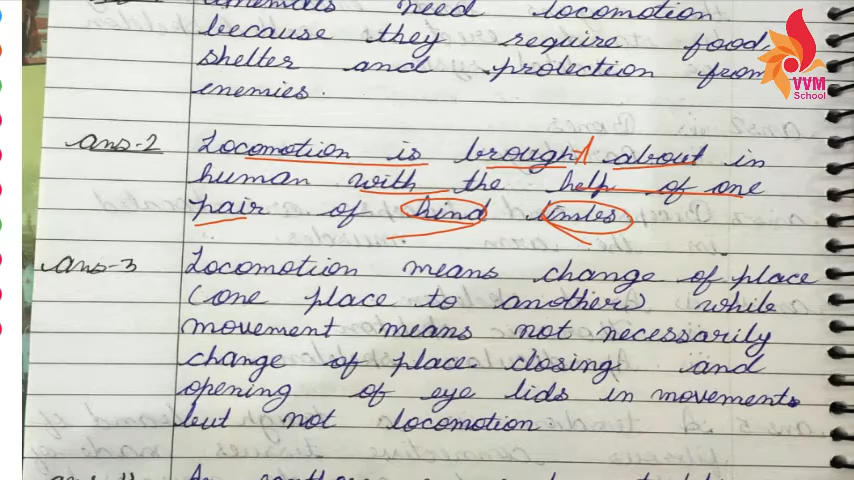 need locomotion
because they require food,
shelter and protection from
enemies.
ans-2 Locomotion is brought about in
human with the help of one
pair of hind limbs
ans-3 Locomotion means change of place
(one place to another) while
movement means not necessarily
change of place. closing and
opening of eye lids in movements
but not locomotion.
VVM
School